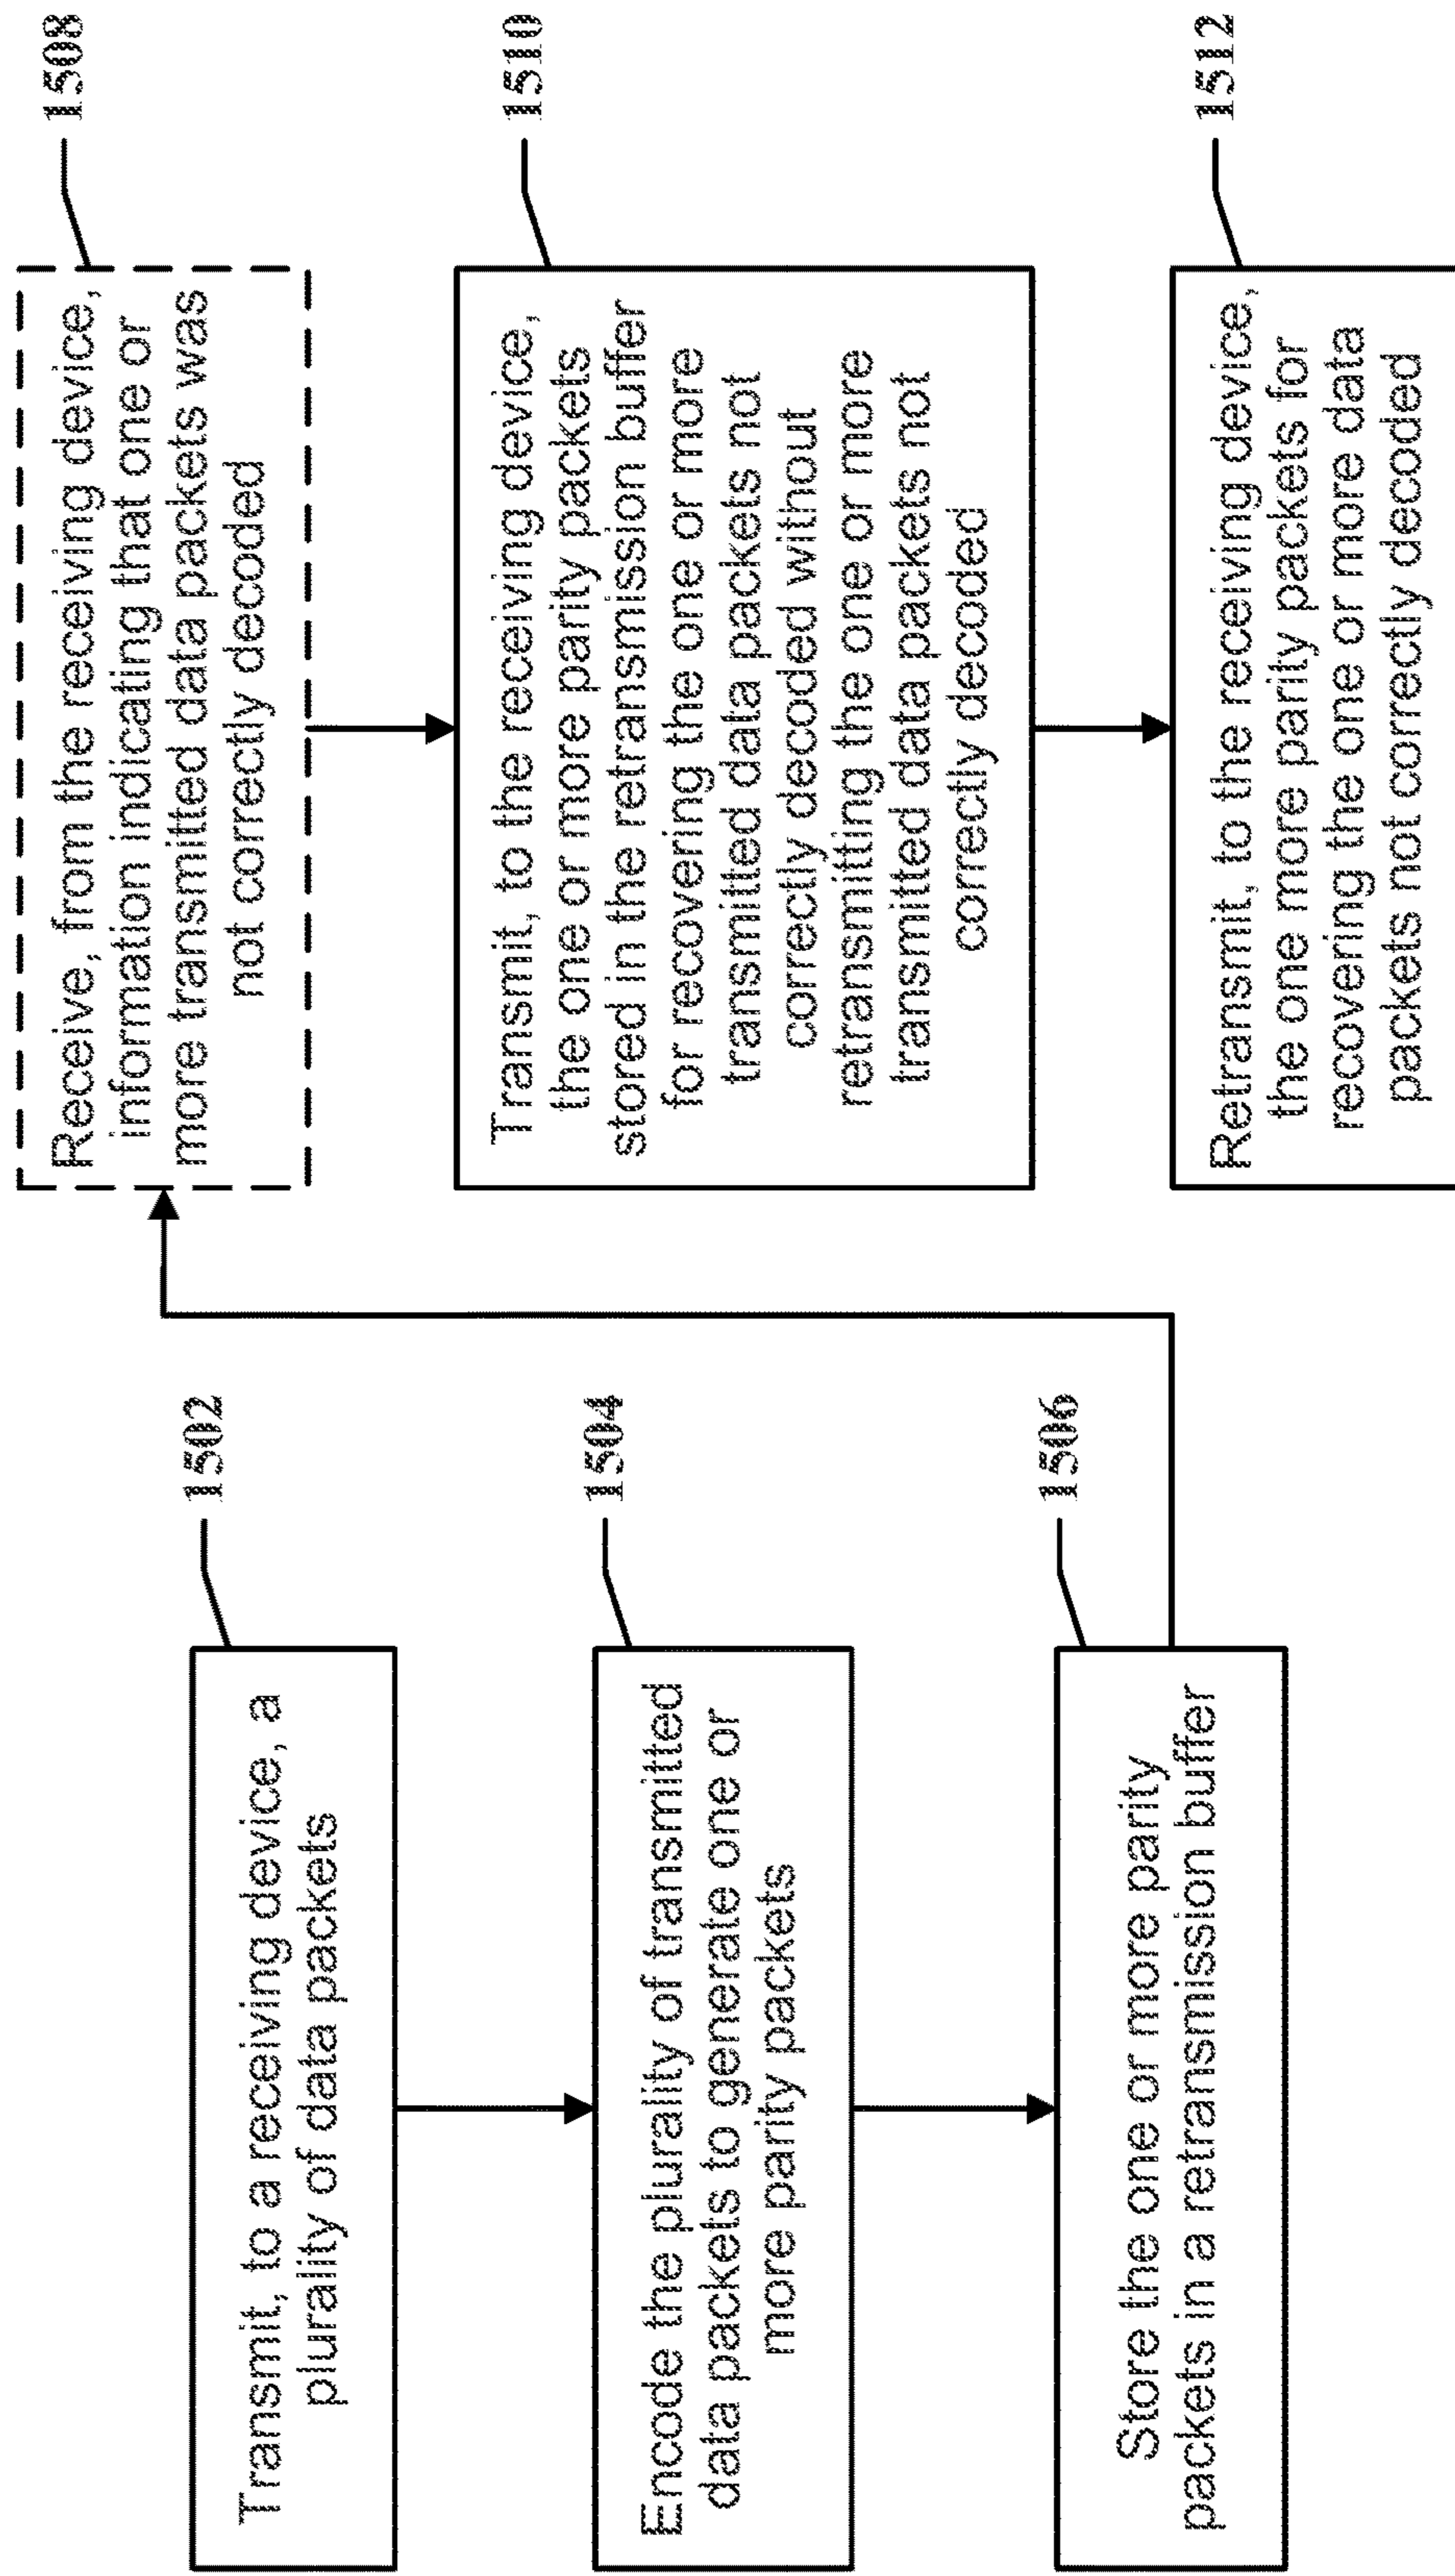 1502
Transmit, to a receiving device, a
plurality of data packets
1504
Encode the plurality of transmitted
data packets to generate one or
more parity packets
1506
Store the one or more parity
packets in a retransmission buffer
1508
Receive, from the receiving device,
information indicating that one or
more transmitted data packets was
not correctly decoded
1510
Transmit, to the receiving device,
the one or more parity packets
stored in the retransmission buffer
for recovering the one or more
transmitted data packets not
correctly decoded without
retransmitting the one or more
transmitted data packets not
correctly decoded
1512
Retransmit, to the receiving device,
the one more parity packets for
recovering the one or more data
packets not correctly decoded